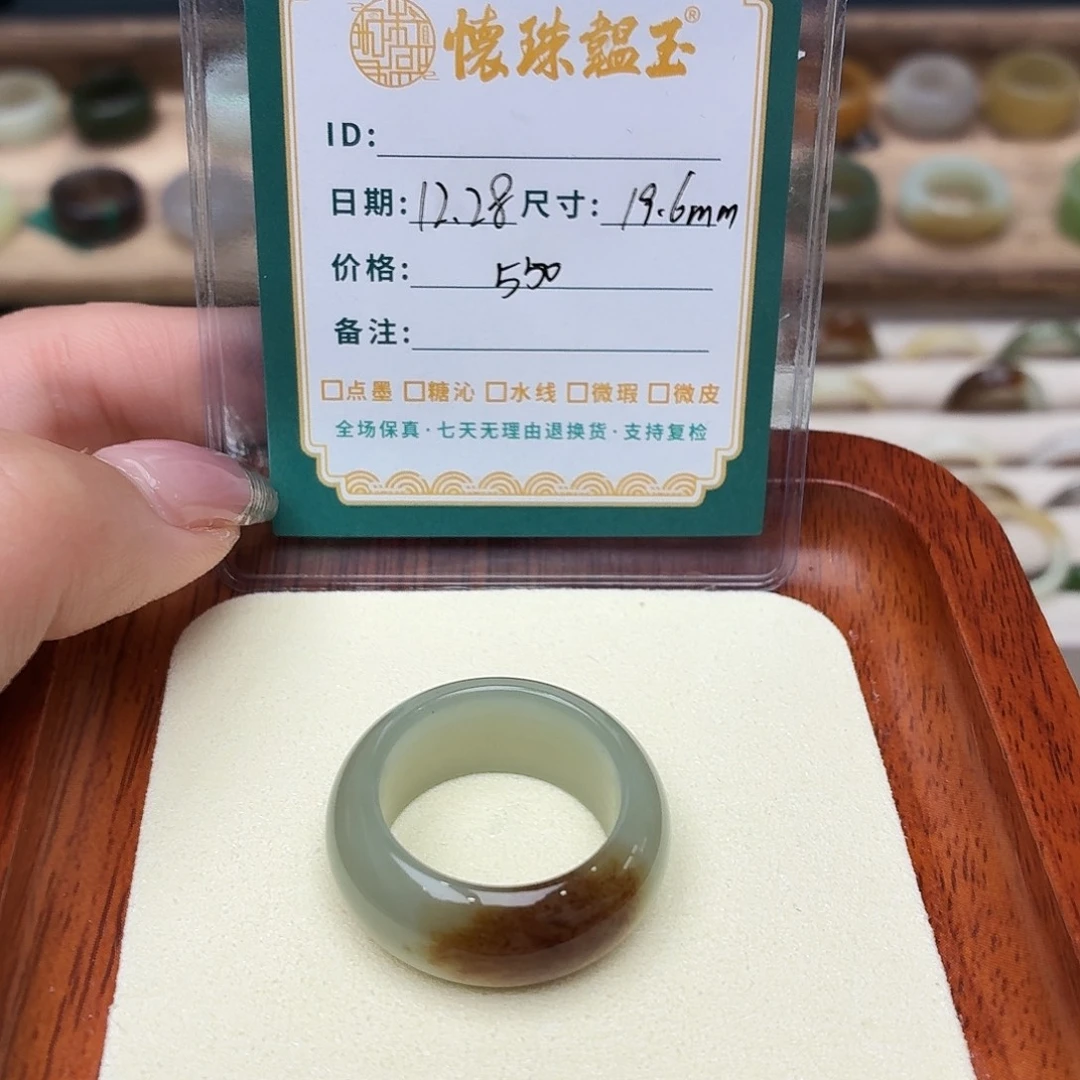 懷珠韞玉®
ID:
日期:12.28 尺寸:19.6mm
价格:550
备注:
□点墨 □糖沁 □水线 □微瑕 □微皮
全场保真·七天无理由退换货·支持复检